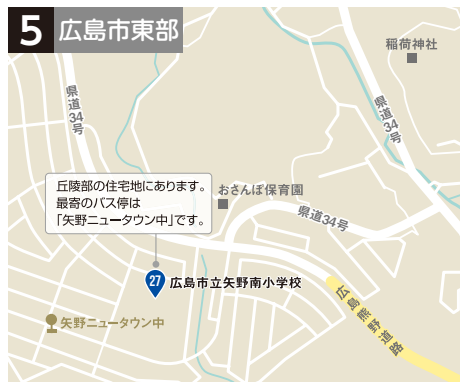 5 広島市東部
稲荷神社
県道34号
県道34号
丘陵部の住宅地にあります。
最寄のバス停は
「矢野ニュータウン中」です。
おさんぽ保育園
県道34号
27 広島市立矢野南小学校
広島熊野道路
矢野ニュータウン中